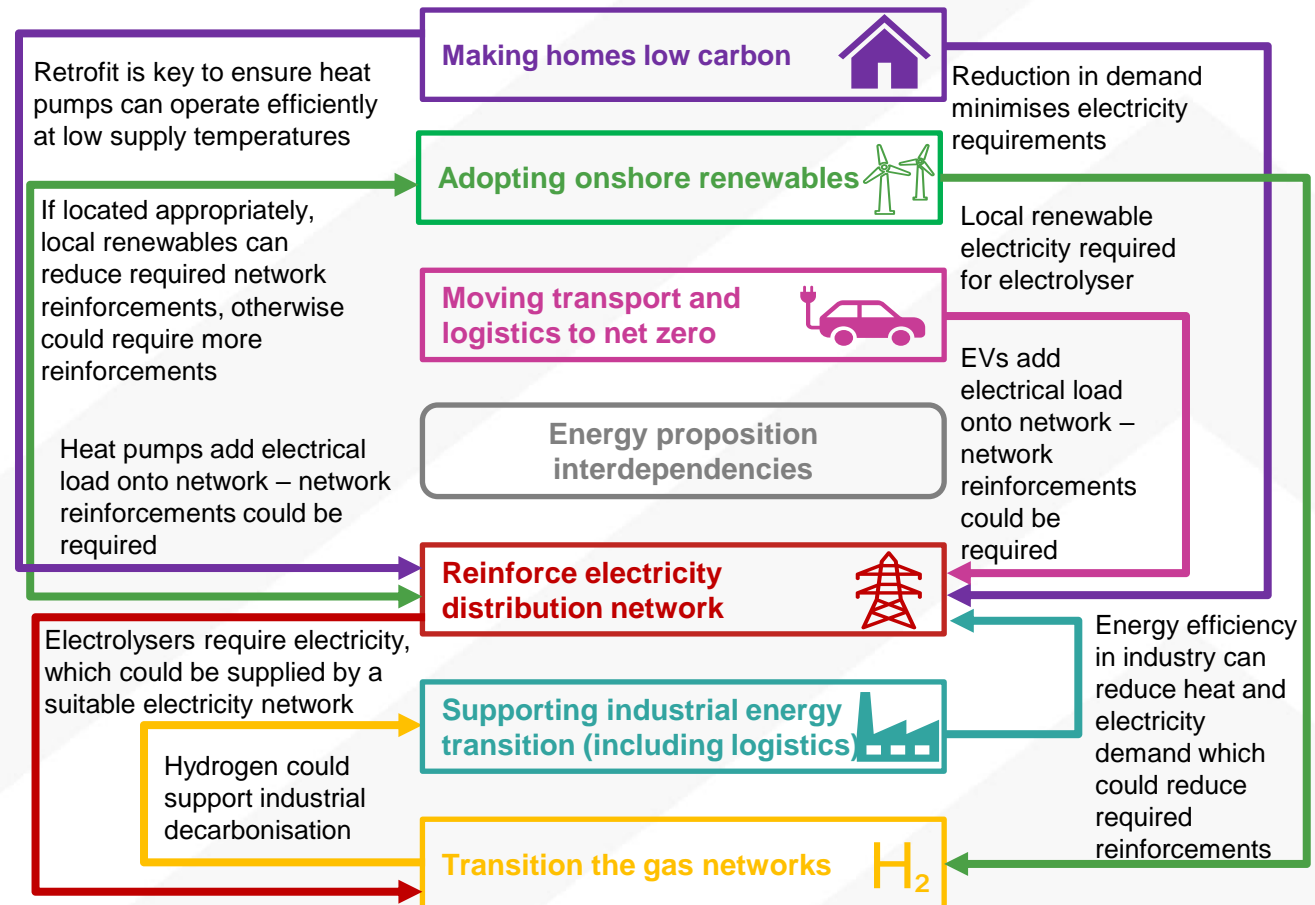 Making homes low carbon
Retrofit is key to ensure heat
pumps can operate efficiently
at low supply temperatures
Reduction in demand
minimises electricity
requirements
Adopting onshore renewables
If located appropriately,
local renewables can
reduce required network
reinforcements, otherwise
could require more
reinforcements
Local renewable
electricity required
for electrolyser
Moving transport and
logistics to net zero
EVs add
electrical load
onto network –
network
reinforcements
could be
required
Energy proposition
interdependencies
Heat pumps add electrical
load onto network – network
reinforcements could be
required
Reinforce electricity
distribution network
Electrolysers require electricity,
which could be supplied by a
suitable electricity network
Energy efficiency
in industry can
reduce heat and
electricity
demand which
could reduce
required
reinforcements
Supporting industrial energy
transition (including logistics)
Hydrogen could
support industrial
decarbonisation
Transition the gas networks
H₂